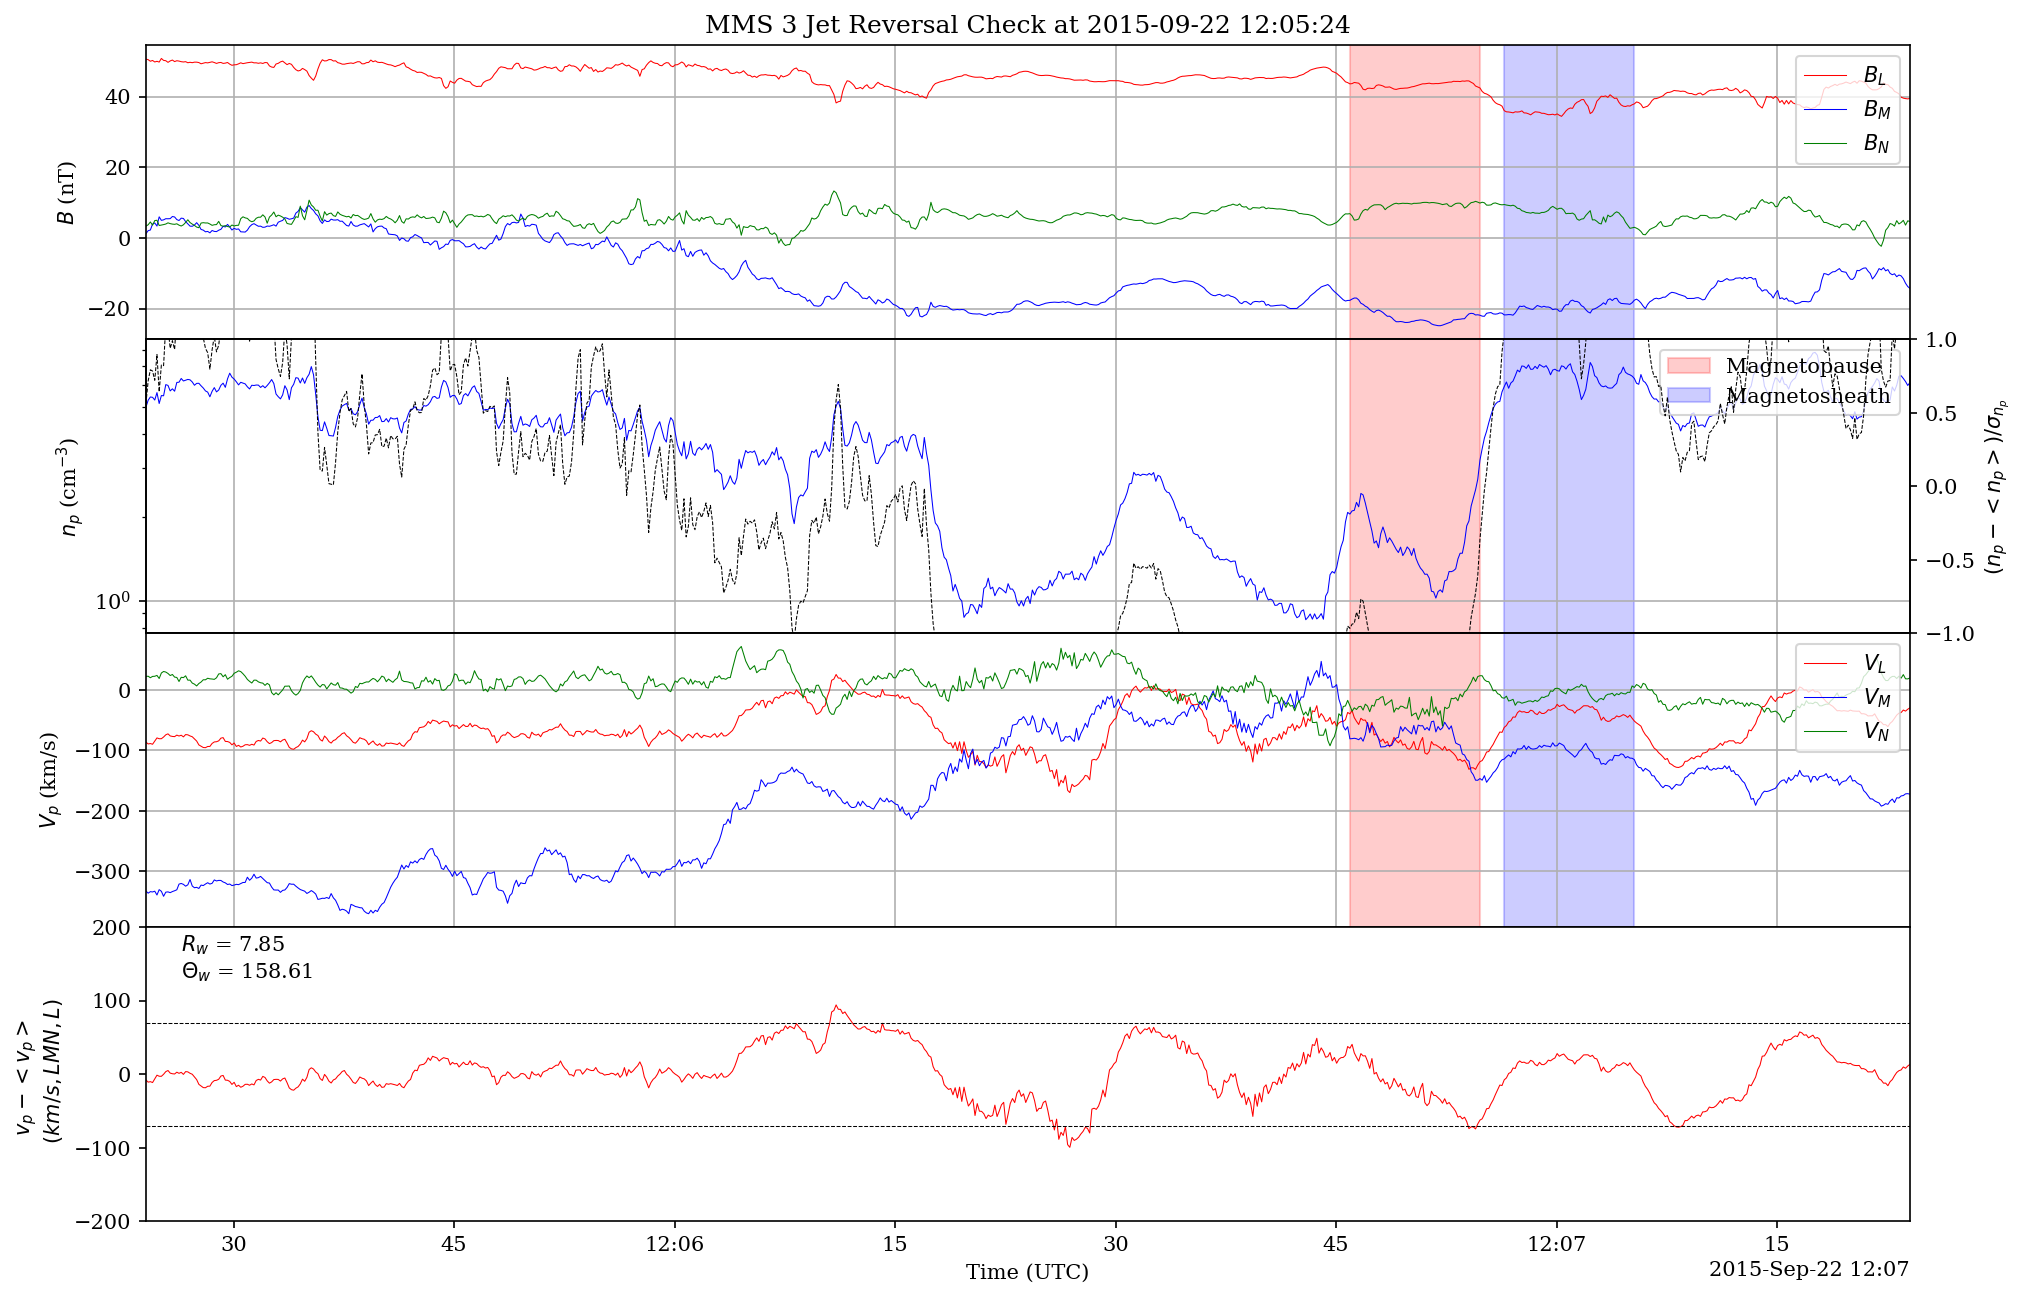 MMS 3 Jet Reversal Check at 2015-09-22 12:05:24
B (nT)
40
20
0
−20
B_L
B_M
B_N
n_p (cm^{-3})
10^0
Magnetopause
Magnetosheath
1.0
0.5
0.0
−0.5
−1.0
(n_p − < n_p >)/σ_{n_p}
V_p (km/s)
0
−100
−200
−300
V_L
V_M
V_N
v_p − < v_p >
(km/s, LMN, L)
200
100
0
−100
−200
R_w = 7.85
Θ_w = 158.61
30 45 12:06 15 30 45 12:07 15
Time (UTC)
2015-Sep-22 12:07